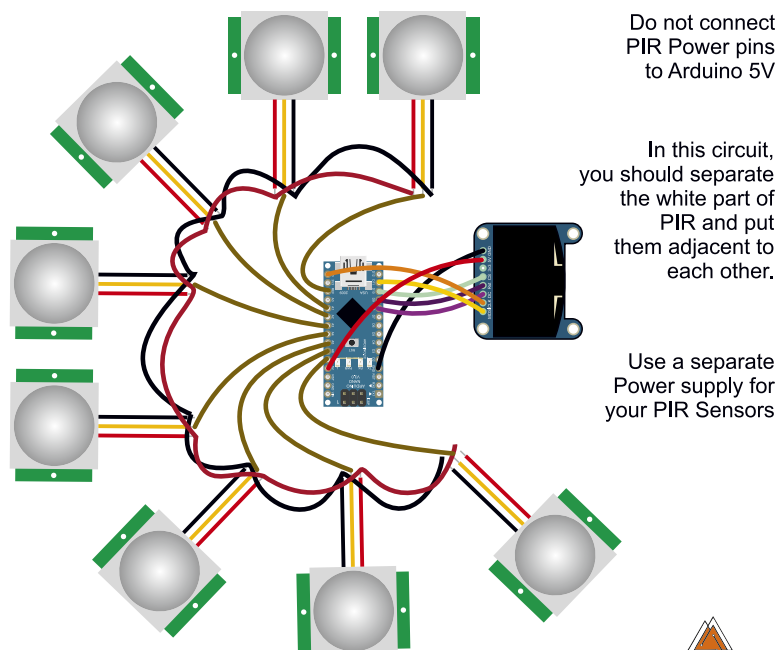 Do not connect
PIR Power pins
to Arduino 5V
In this circuit,
you should separate
the white part of
PIR and put
them adjacent to
each other.
Use a separate
Power supply for
your PIR Sensors